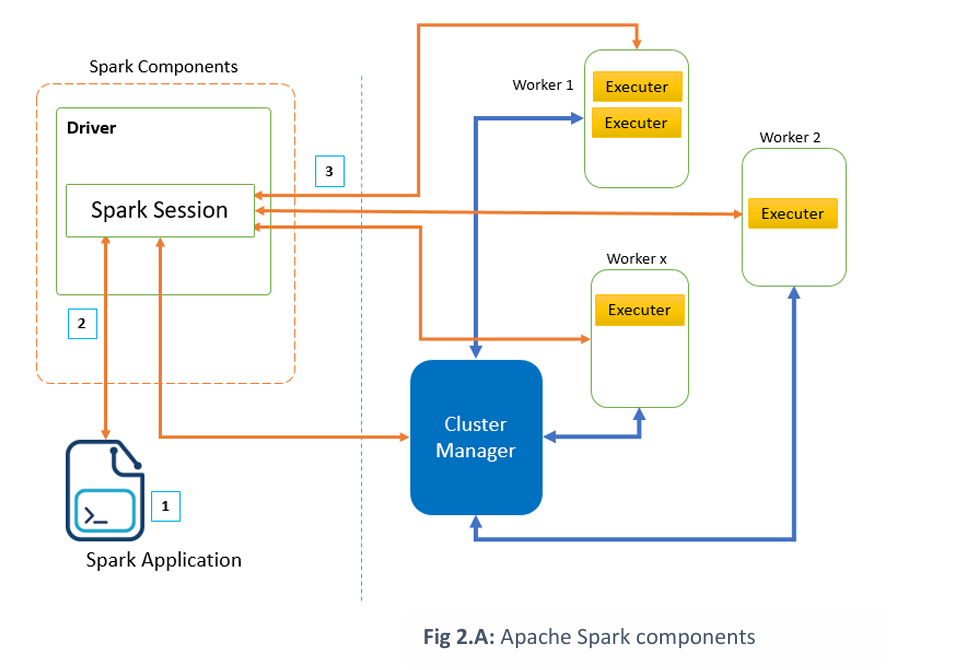 Spark Components
Driver
Spark Session
3
2
1
Spark Application
Worker 1
Executer
Executer
Worker 2
Executer
Worker x
Executer
Cluster
Manager
>_
Fig 2.A: Apache Spark components